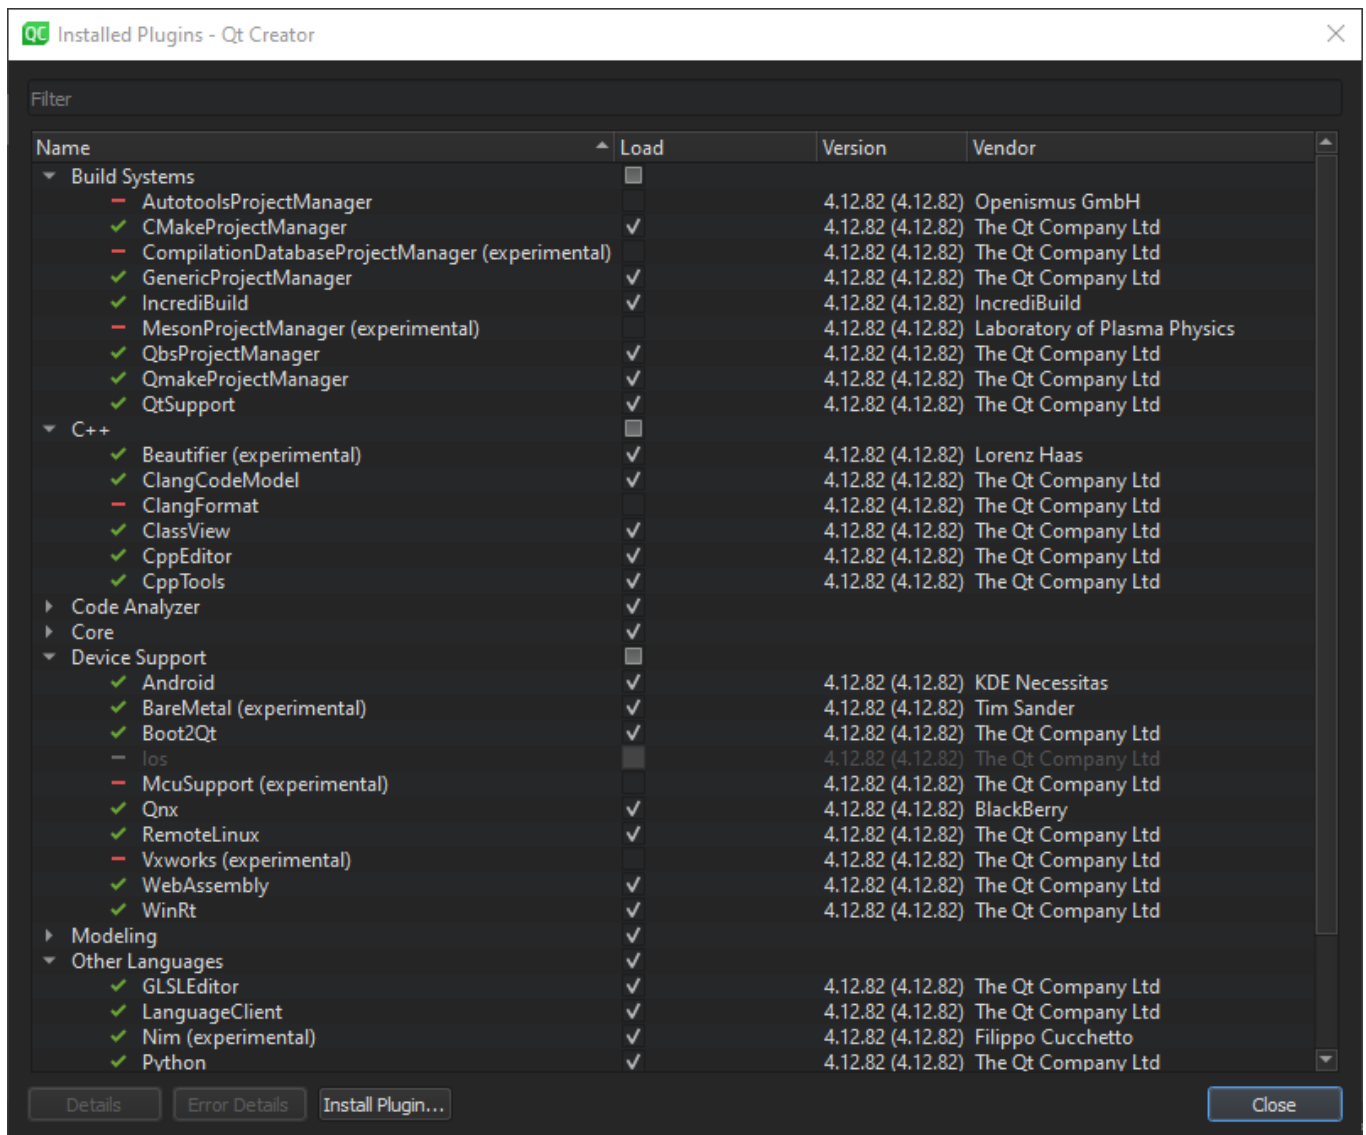 QC Installed Plugins - Qt Creator
Filter
Name Load Version Vendor
Build Systems
AutotoolsProjectManager 4.12.82 (4.12.82) Openismus GmbH
CMakeProjectManager 4.12.82 (4.12.82) The Qt Company Ltd
CompilationDatabaseProjectManager (experimental) 4.12.82 (4.12.82) The Qt Company Ltd
GenericProjectManager 4.12.82 (4.12.82) The Qt Company Ltd
IncrediBuild 4.12.82 (4.12.82) IncrediBuild
MesonProjectManager (experimental) 4.12.82 (4.12.82) Laboratory of Plasma Physics
QbsProjectManager 4.12.82 (4.12.82) The Qt Company Ltd
QmakeProjectManager 4.12.82 (4.12.82) The Qt Company Ltd
QtSupport 4.12.82 (4.12.82) The Qt Company Ltd
C++
Beautifier (experimental) 4.12.82 (4.12.82) Lorenz Haas
ClangCodeModel 4.12.82 (4.12.82) The Qt Company Ltd
ClangFormat 4.12.82 (4.12.82) The Qt Company Ltd
ClassView 4.12.82 (4.12.82) The Qt Company Ltd
CppEditor 4.12.82 (4.12.82) The Qt Company Ltd
CppTools 4.12.82 (4.12.82) The Qt Company Ltd
Code Analyzer
Core
Device Support
Android 4.12.82 (4.12.82) KDE Necessitas
BareMetal (experimental) 4.12.82 (4.12.82) Tim Sander
Boot2Qt 4.12.82 (4.12.82) The Qt Company Ltd
Ios 4.12.82 (4.12.82) The Qt Company Ltd
McuSupport (experimental) 4.12.82 (4.12.82) The Qt Company Ltd
Qnx 4.12.82 (4.12.82) BlackBerry
RemoteLinux 4.12.82 (4.12.82) The Qt Company Ltd
Vxworks (experimental) 4.12.82 (4.12.82) The Qt Company Ltd
WebAssembly 4.12.82 (4.12.82) The Qt Company Ltd
WinRt 4.12.82 (4.12.82) The Qt Company Ltd
Modeling
Other Languages
GLSLEditor 4.12.82 (4.12.82) The Qt Company Ltd
LanguageClient 4.12.82 (4.12.82) The Qt Company Ltd
Nim (experimental) 4.12.82 (4.12.82) Filippo Cucchetto
Python 4.12.82 (4.12.82) The Qt Company Ltd
Details Error Details Install Plugin... Close